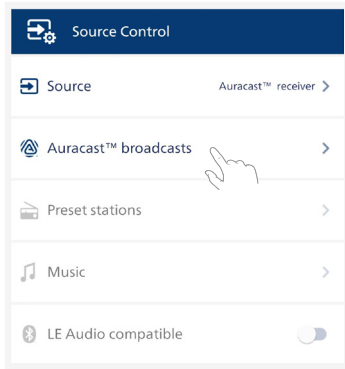 Source Control
Source Auracast™ receiver
Auracast™ broadcasts
Preset stations
Music
LE Audio compatible